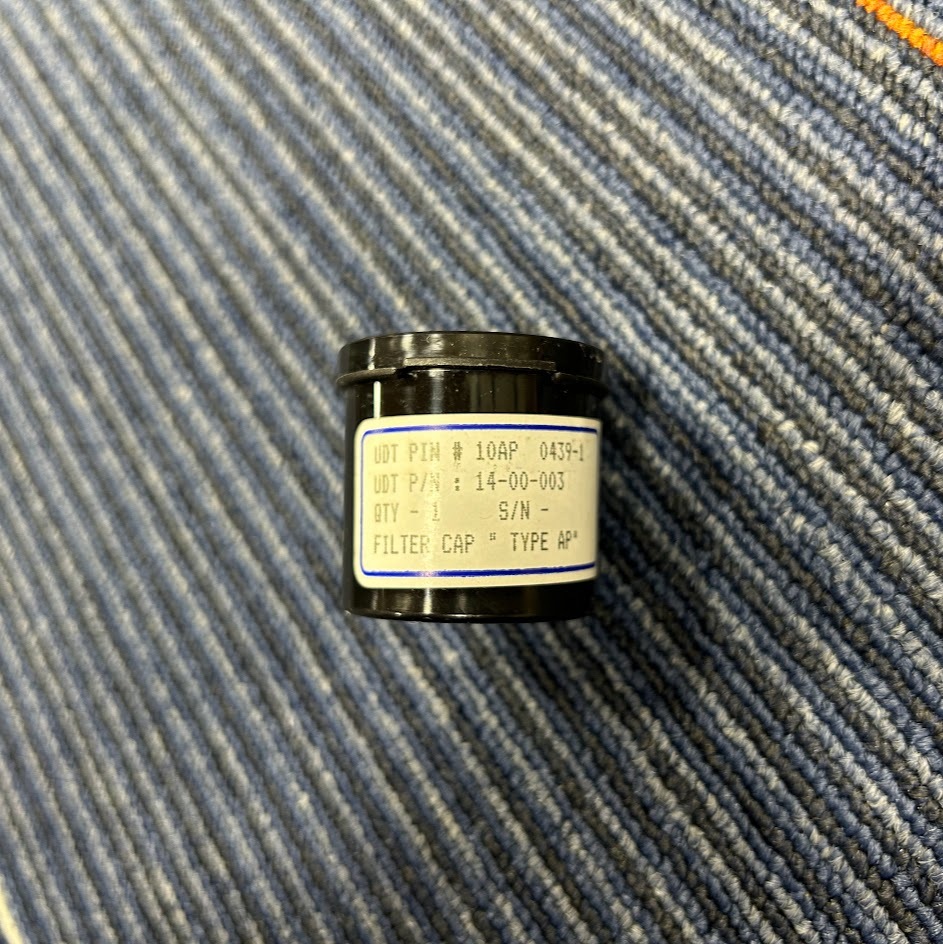 UDT PIN # 10AP 0439-1
UDT P/N : 14-00-003
QTY - 1 S/N -
FILTER CAP " TYPE AP"